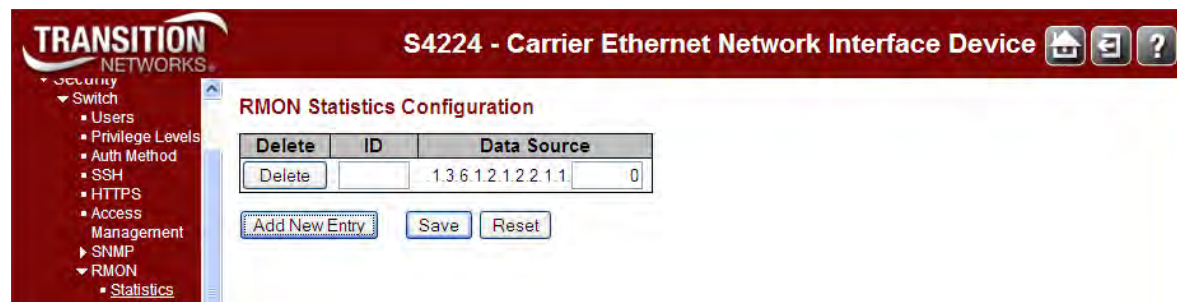 TRANSITION
NETWORKS®
S4224 - Carrier Ethernet Network Interface Device
?
Security
Switch
Users
Privilege Levels
Auth Method
SSH
HTTPS
Access
Management
SNMP
RMON
Statistics
RMON Statistics Configuration
Delete ID Data Source
Delete .1.3.6.1.2.1.2.2.1.1. 0
Add New Entry Save Reset